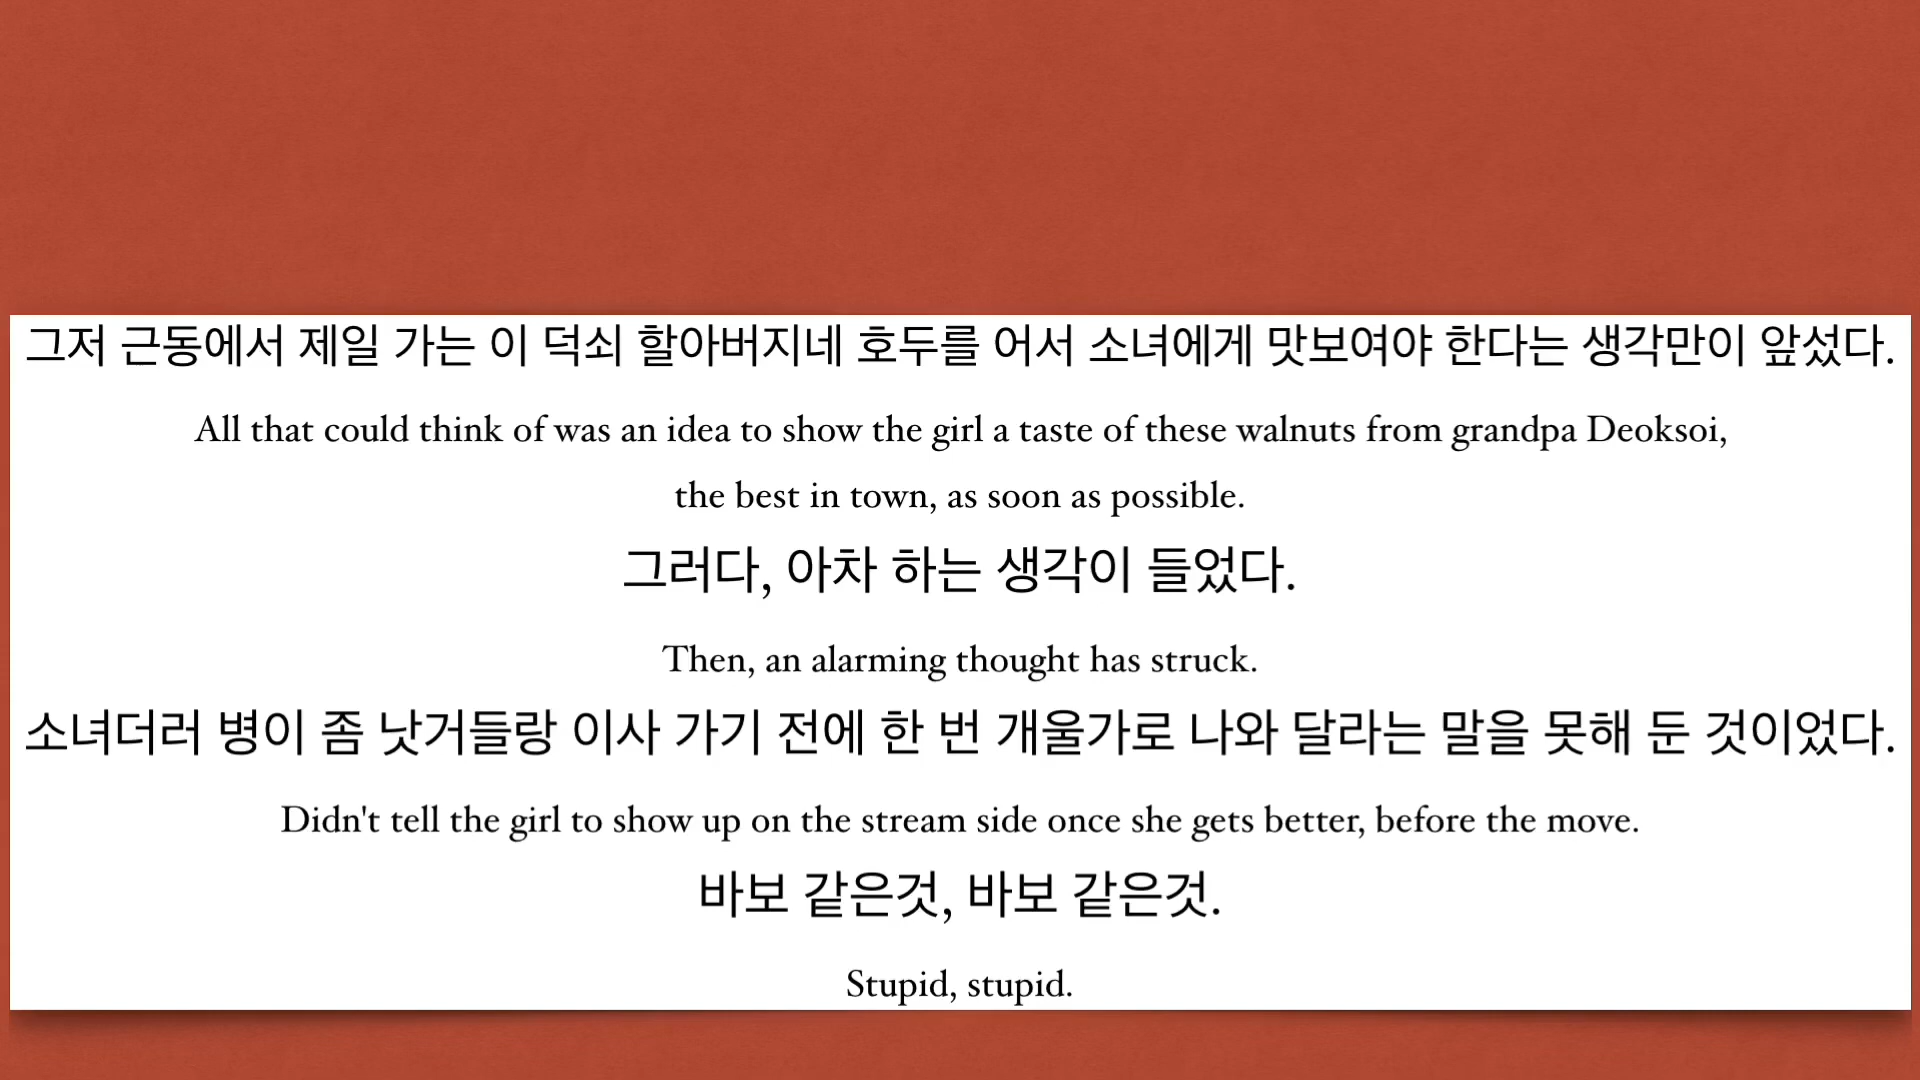 그저 근동에서 제일 가는 이 덕쇠 할아버지네 호두를 어서 소녀에게 맛보여야 한다는 생각만이 앞섰다.
All that could think of was an idea to show the girl a taste of these walnuts from grandpa Deoksoi,
the best in town, as soon as possible.
그러다, 아차 하는 생각이 들었다.
Then, an alarming thought has struck.
소녀더러 병이 좀 낫거들랑 이사 가기 전에 한 번 개울가로 나와 달라는 말을 못해 둔 것이었다.
Didn't tell the girl to show up on the stream side once she gets better, before the move.
바보 같은것, 바보 같은것.
Stupid, stupid.